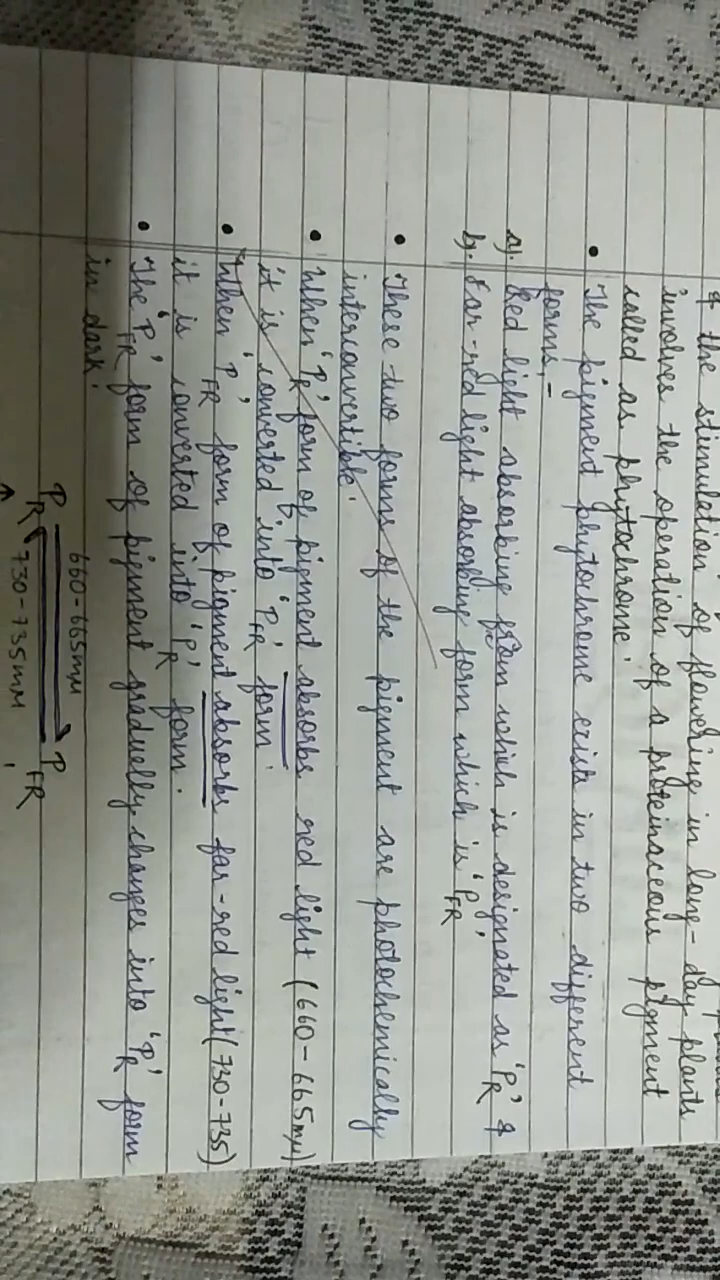 & the stimulation of flowering in long-day plants
involves the operation of a proteinaceous pigment
called as phytochrome.
• The pigment phytochrome exists in two different
forms,-
a). Red light absorbing form which is designated as 'PR' &
b). Far-red light absorbing form which is 'PFR'
• These two forms of the pigment are photochemically
interconvertible.
• When 'PR' form of pigment absorbs red light (660-665mμ)
it is converted into 'PFR' form.
• When 'PFR' form of pigment absorbs far-red light (730-735)
it is converted into 'PR' form.
• The 'PFR' form of pigment gradually changes into 'PR' form
in dark.
660-665mμ
PR PFR
730-735mμ